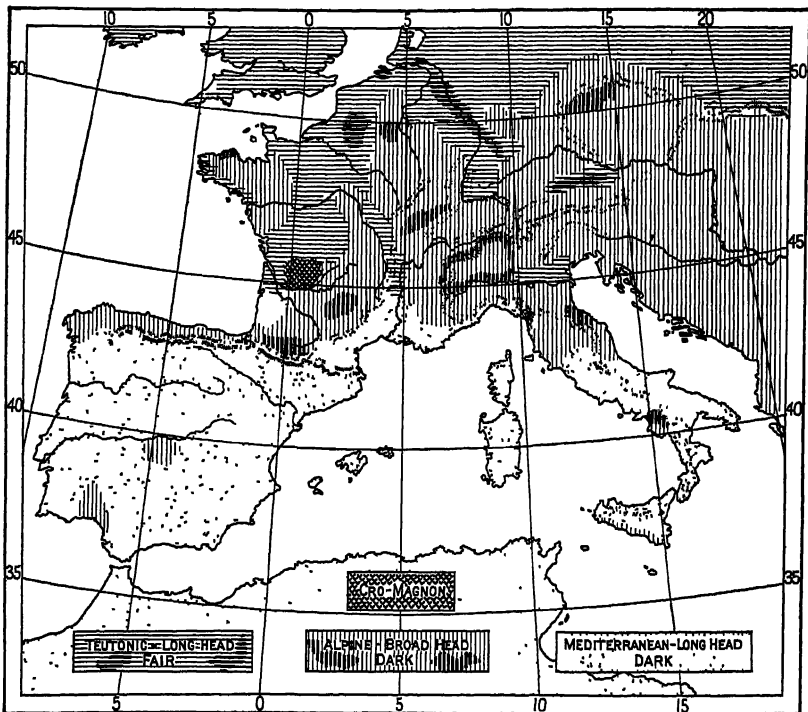 10 5 0 5 10 15 20
50 50
45 45
40 40
35 35
CRO-MAGNON
TEUTONIC-LONG-HEAD
FAIR
ALPINE-BROAD HEAD
DARK
MEDITERRANEAN-LONG HEAD
DARK
5 0 5 10 15